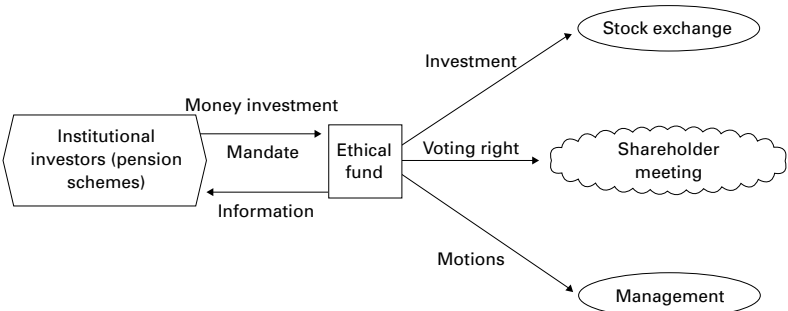 Stock exchange
Investment
Money investment
Institutional
investors (pension
schemes)
Mandate
Ethical
fund
Voting right
Shareholder
meeting
Information
Motions
Management